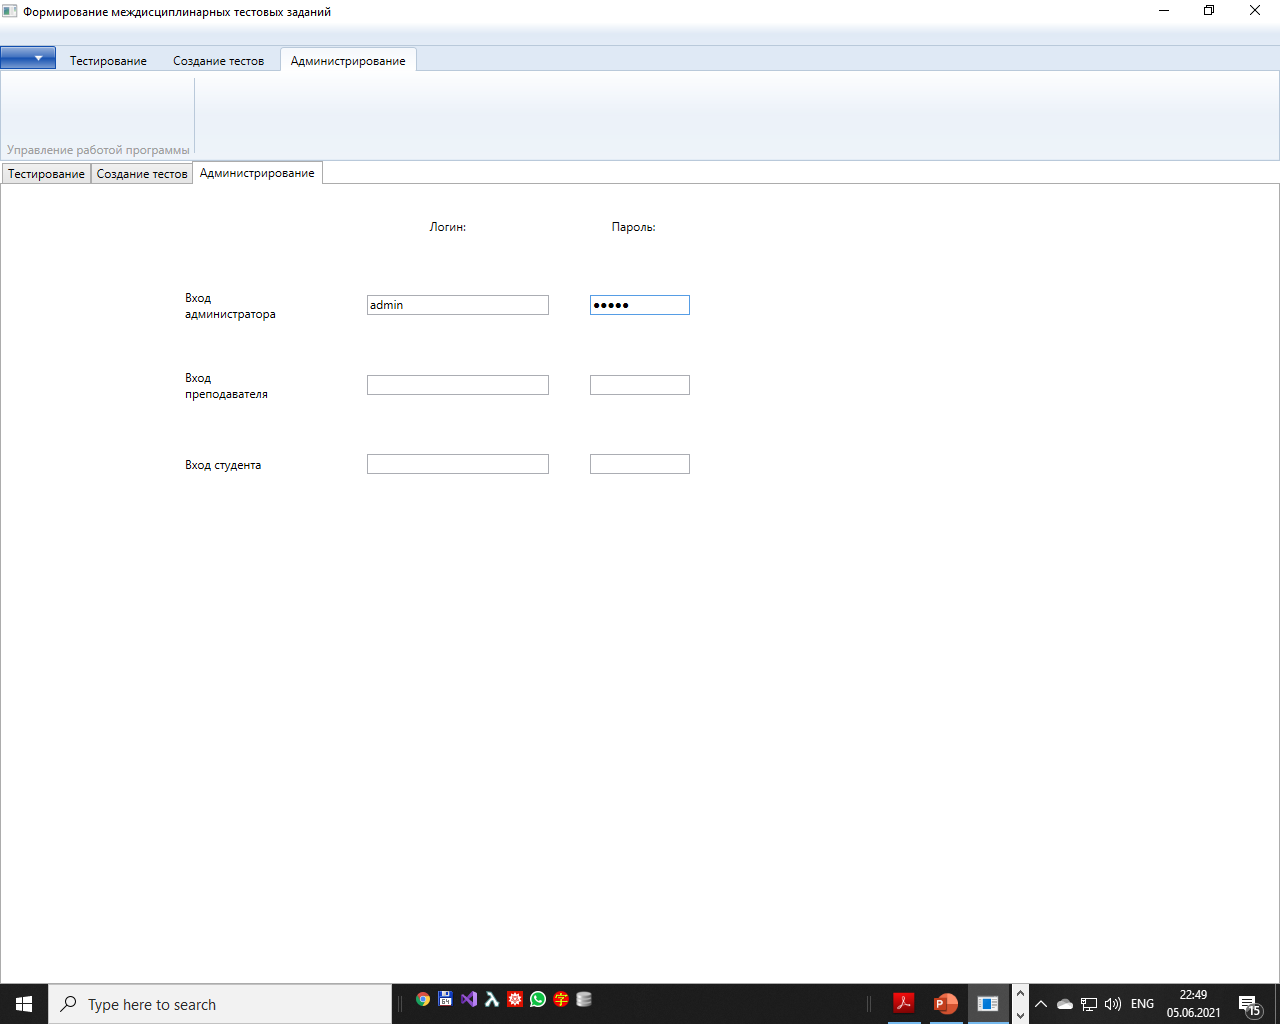 Формирование междисциплинарных тестовых заданий
Тестирование Создание тестов Администрирование
Управление работой программы
Тестирование Создание тестов Администрирование
Логин: Пароль:
Вход
администратора
admin ●●●●●
Вход
преподавателя
Вход студента
Type here to search
ENG
22:49
05.06.2021
15